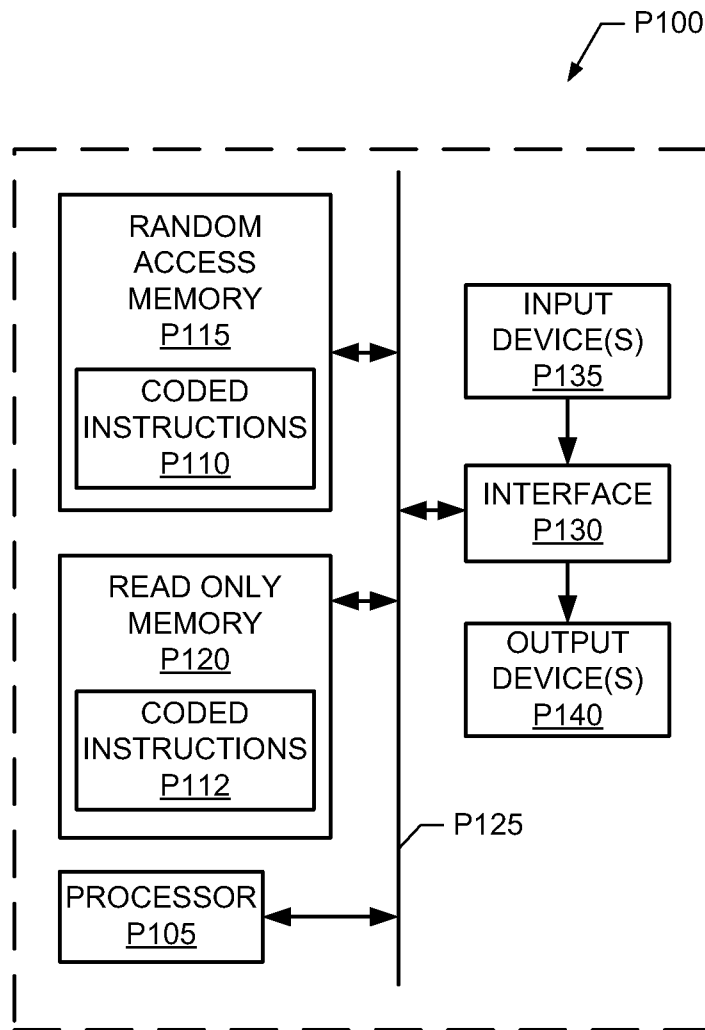 P100
RANDOM
ACCESS
MEMORY
P115
CODED
INSTRUCTIONS
P110
READ ONLY
MEMORY
P120
CODED
INSTRUCTIONS
P112
PROCESSOR
P105
INPUT
DEVICE(S)
P135
INTERFACE
P130
OUTPUT
DEVICE(S)
P140
P125